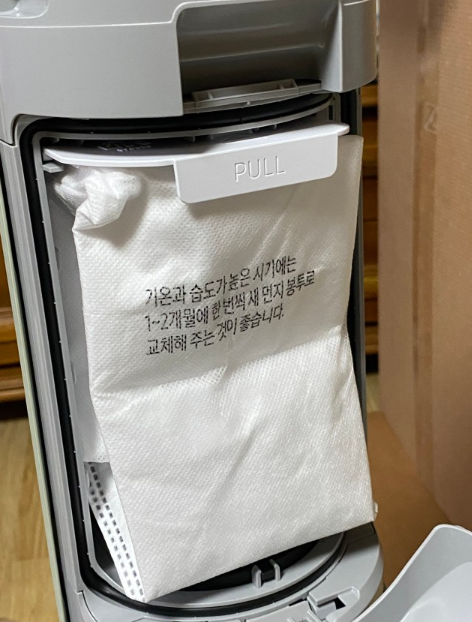 PULL
기온과 습도가 높은 시기에는
1~2개월에 한번씩 새 먼지봉투로
교체해 주는 것이 좋습니다.